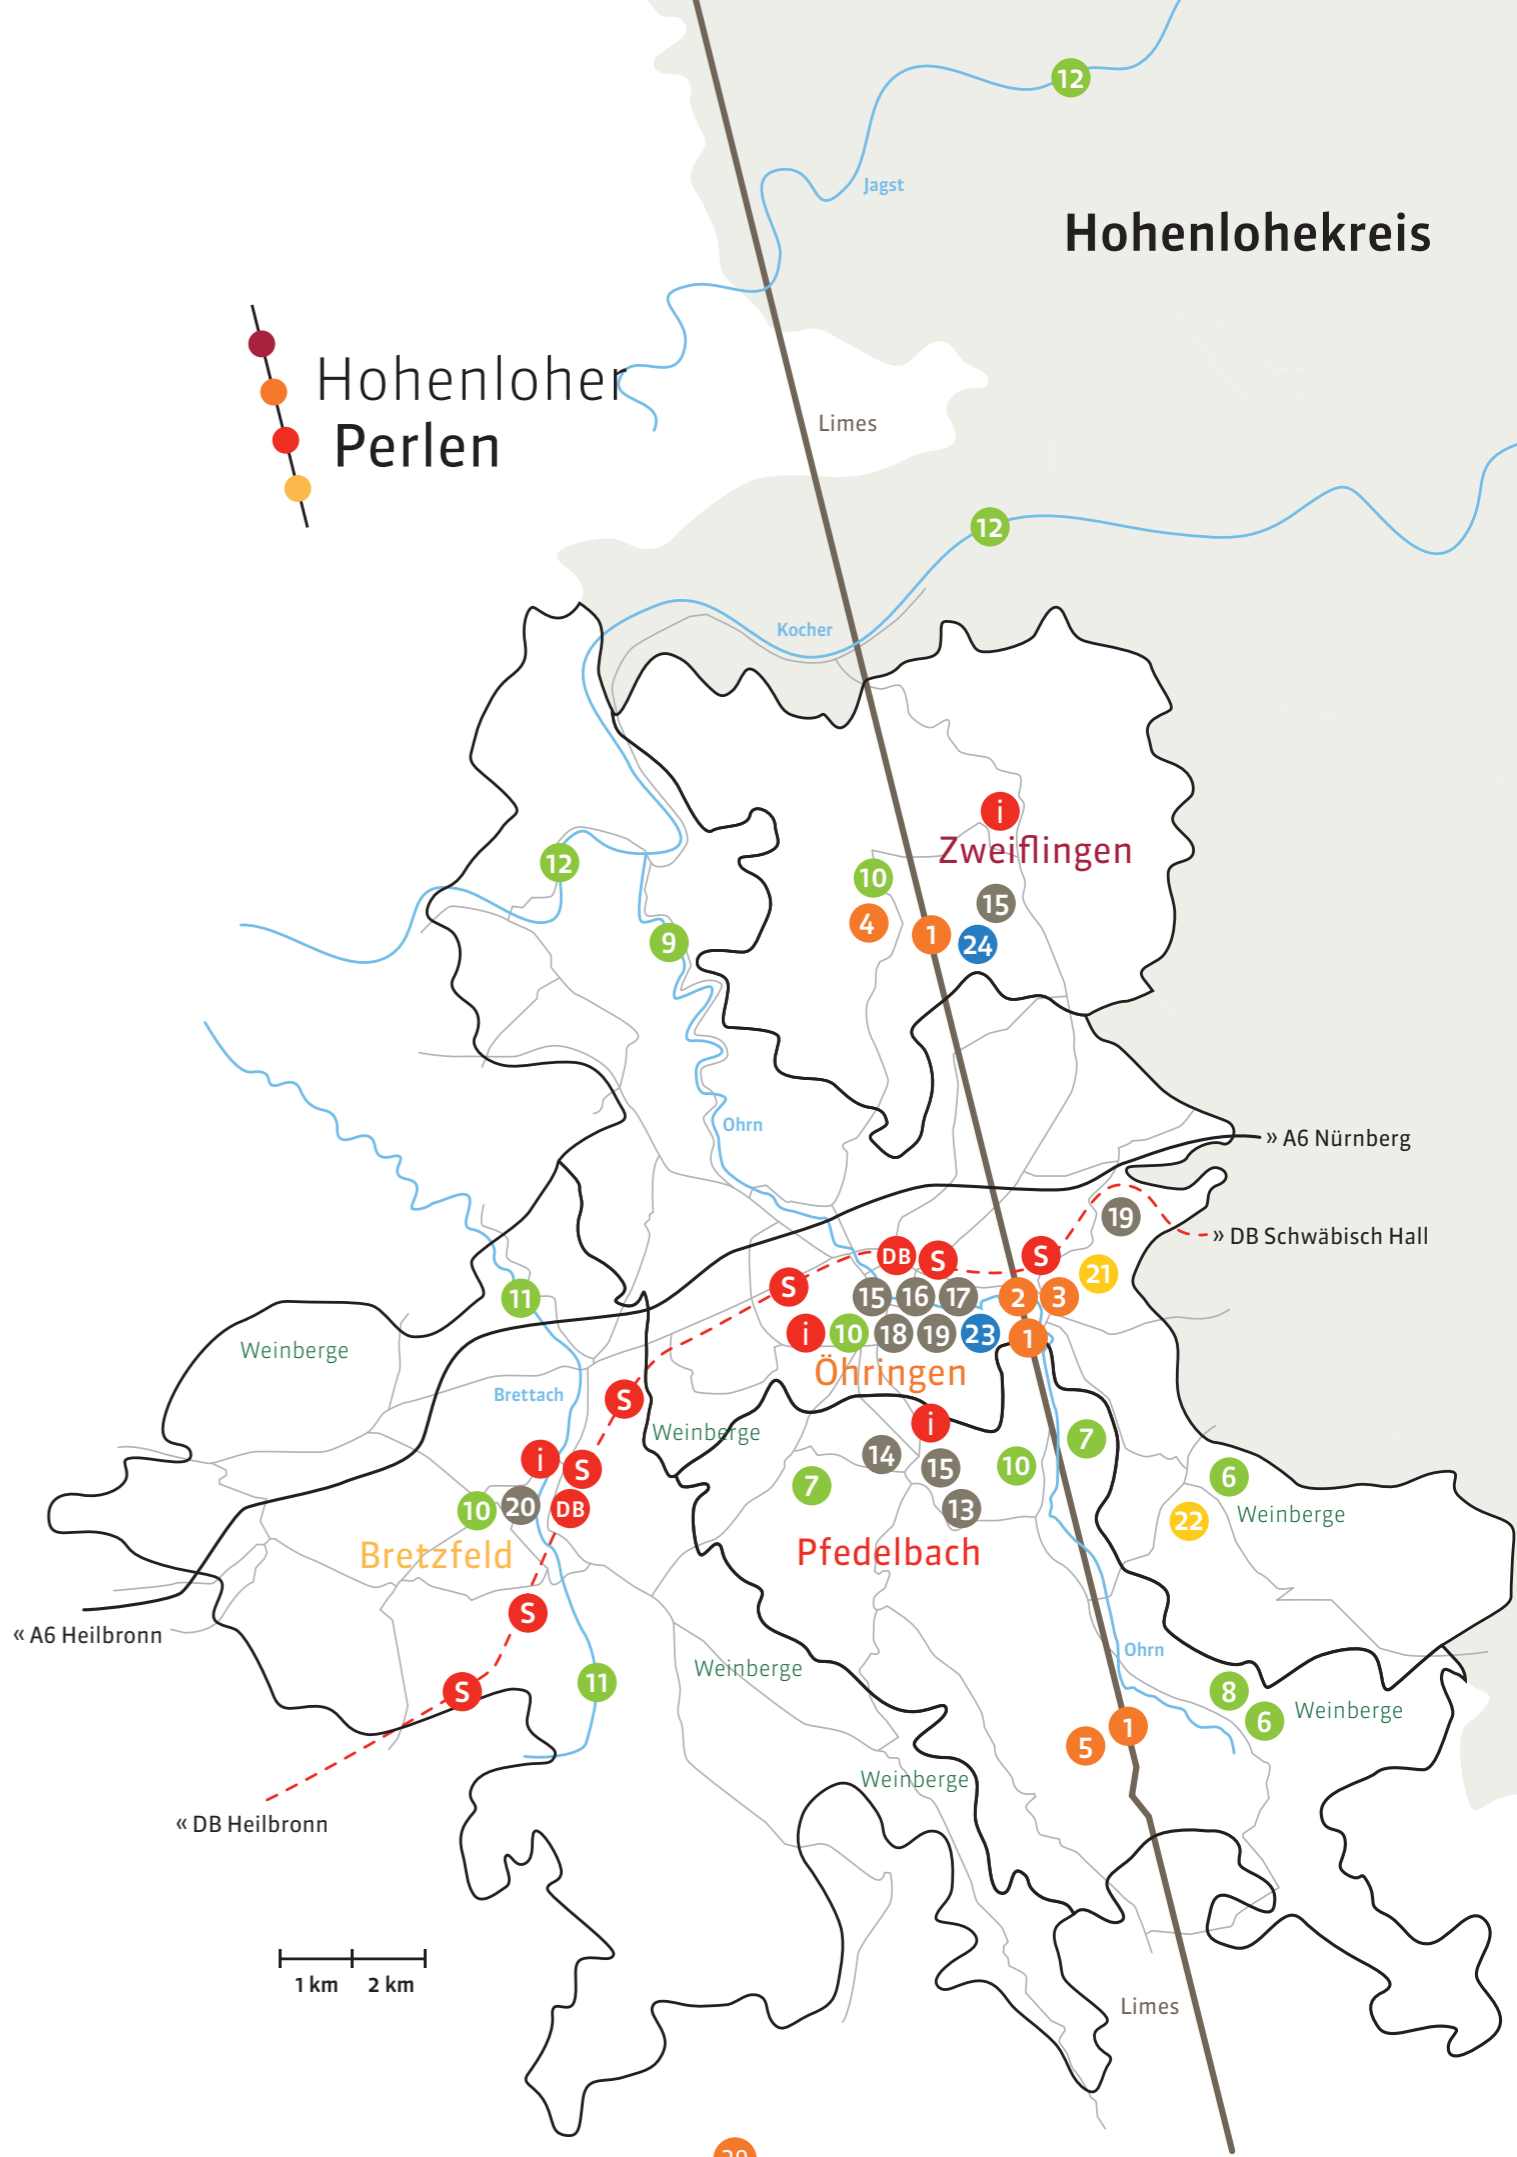 12
Jagst
Hohenlohekreis
Hohenloher
Perlen
Limes
12
Kocher
i
Zweiflingen
12
10
15
4
1
24
9
Ohrn
» A6 Nürnberg
19
» DB Schwäbisch Hall
DB
S
S
21
S
15
16
17
2
3
11
i
10
18
19
23
1
Weinberge
Öhringen
Brettach
S
i
Weinberge
7
14
15
10
i
S
7
6
10
20
DB
13
22
Weinberge
Bretzfeld
Pfedelbach
S
« A6 Heilbronn
Ohrn
Weinberge
11
S
8
6
Weinberge
1
5
Weinberge
« DB Heilbronn
1 km
2 km
Limes